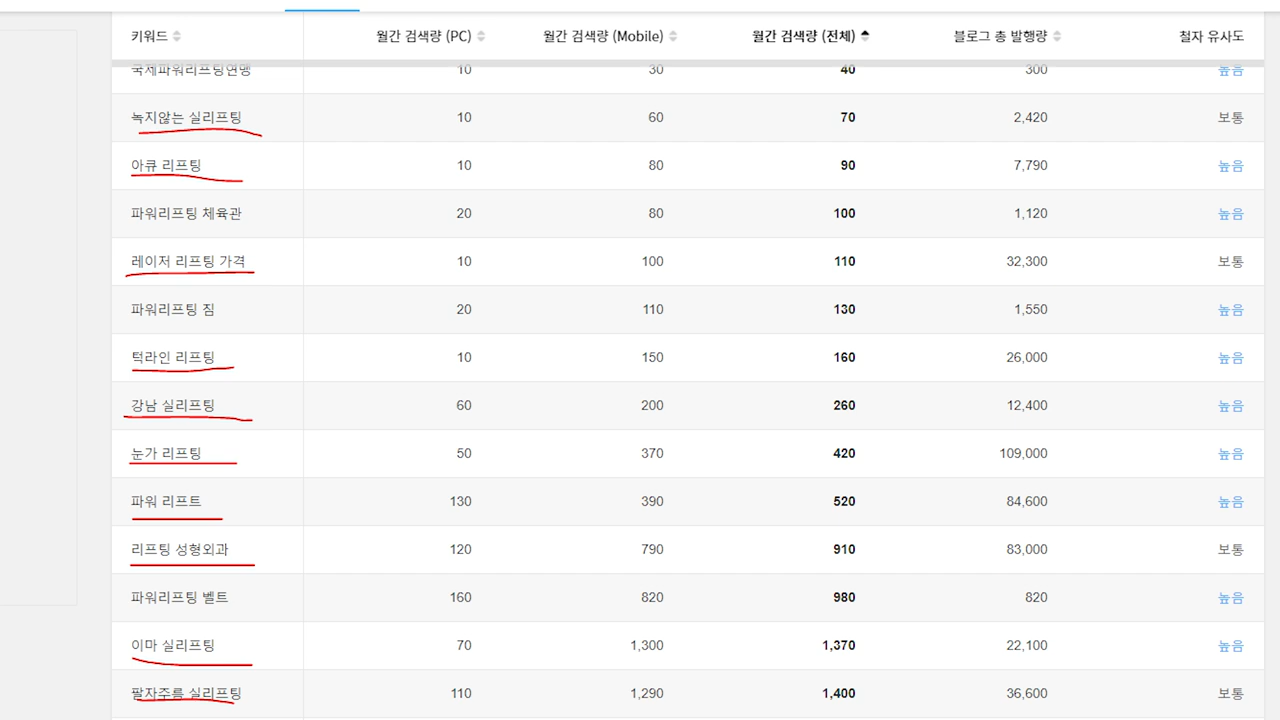 키워드 월간 검색량 (PC) 월간 검색량 (Mobile) 월간 검색량 (전체) 블로그 총 발행량 철자 유사도
국제파워리프팅연맹 10 30 40 300 높음
녹지않는 실리프팅 10 60 70 2,420 보통
아큐 리프팅 10 80 90 7,790 높음
파워리프팅 체육관 20 80 100 1,120 높음
레이저 리프팅 가격 10 100 110 32,300 보통
파워리프팅 짐 20 110 130 1,550 높음
턱라인 리프팅 10 150 160 26,000 높음
강남 실리프팅 60 200 260 12,400 높음
눈가 리프팅 50 370 420 109,000 높음
파워 리프트 130 390 520 84,600 높음
리프팅 성형외과 120 790 910 83,000 보통
파워리프팅 벨트 160 820 980 820 높음
이마 실리프팅 70 1,300 1,370 22,100 높음
팔자주름 실리프팅 110 1,290 1,400 36,600 보통